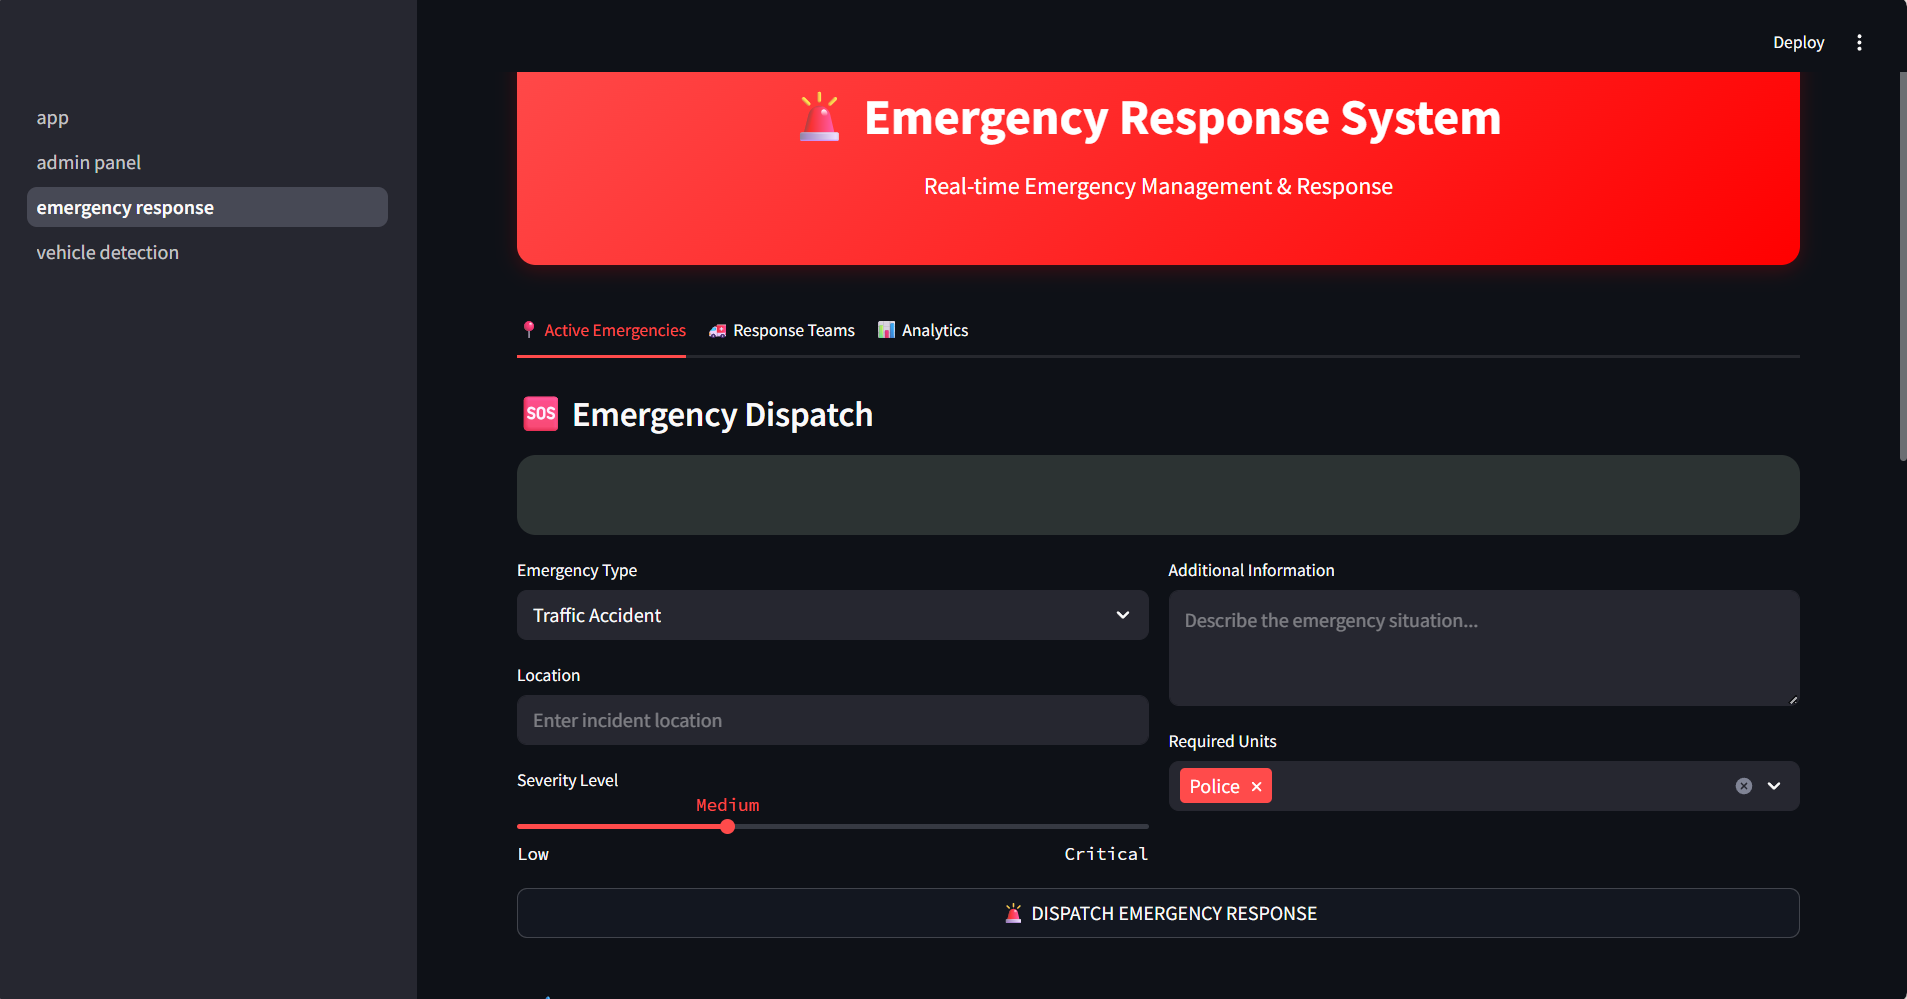 Deploy
app
admin panel
emergency response
vehicle detection
Emergency Response System
Real-time Emergency Management & Response
Active Emergencies
Response Teams
Analytics
SOS Emergency Dispatch
Emergency Type
Traffic Accident
Location
Enter incident location
Severity Level
Medium
Low
Critical
Additional Information
Describe the emergency situation...
Required Units
Police
DISPATCH EMERGENCY RESPONSE